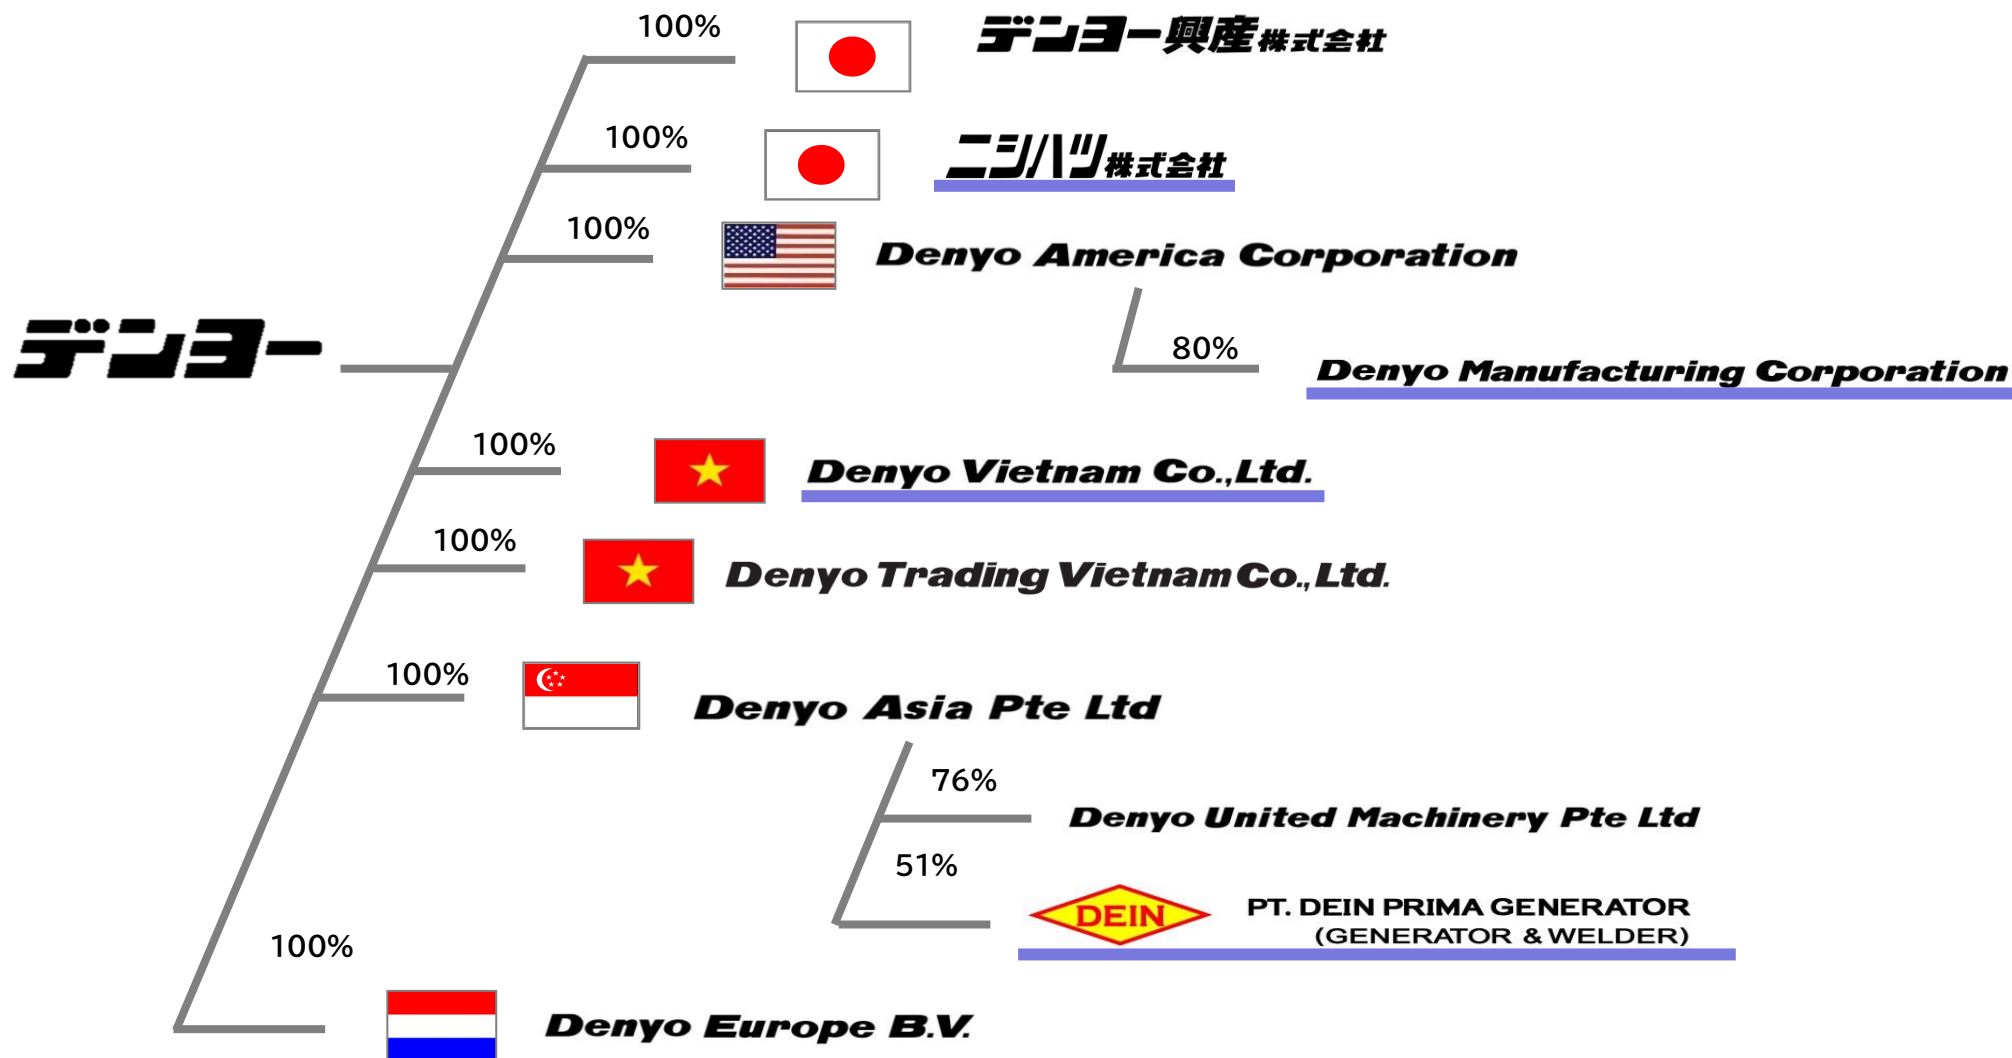 100%
デンヨー興産株式会社
100%
ニシハツ株式会社
100%
Denyo America Corporation
デンヨー
80%
Denyo Manufacturing Corporation
100%
Denyo Vietnam Co.,Ltd.
100%
Denyo Trading Vietnam Co.,Ltd.
100%
Denyo Asia Pte Ltd
76%
Denyo United Machinery Pte Ltd
51%
DEIN
PT. DEIN PRIMA GENERATOR
(GENERATOR & WELDER)
100%
Denyo Europe B.V.